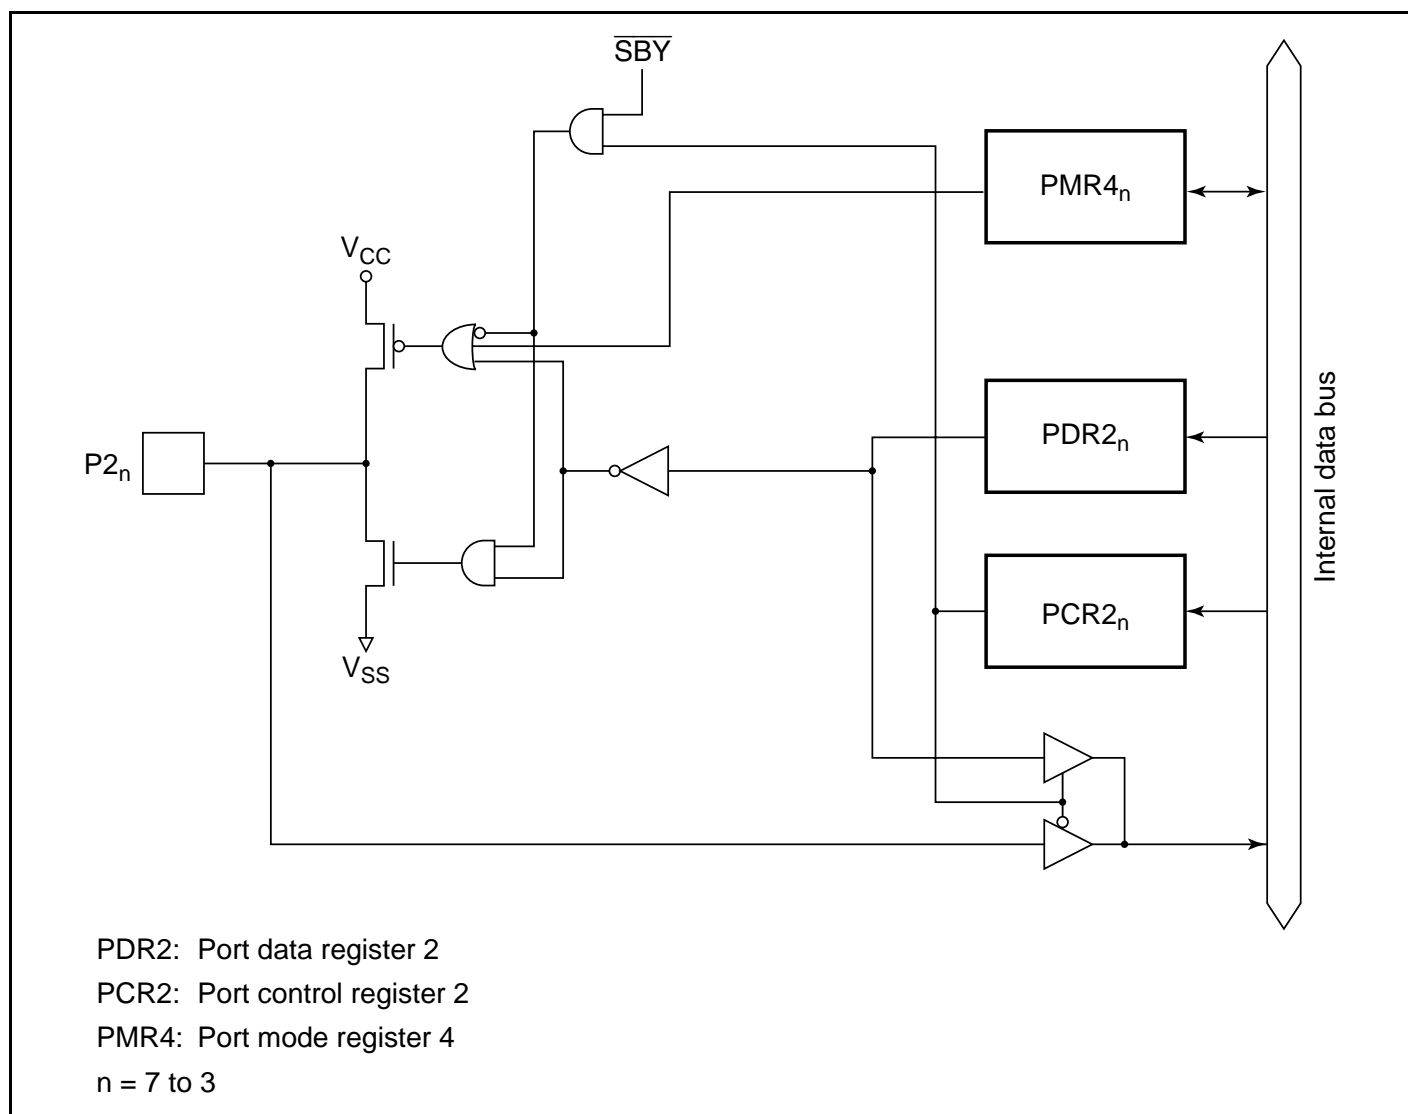 SBY
PMR4n
VCC
PDR2n
P2n
Internal data bus
PCR2n
VSS
PDR2: Port data register 2
PCR2: Port control register 2
PMR4: Port mode register 4
n = 7 to 3